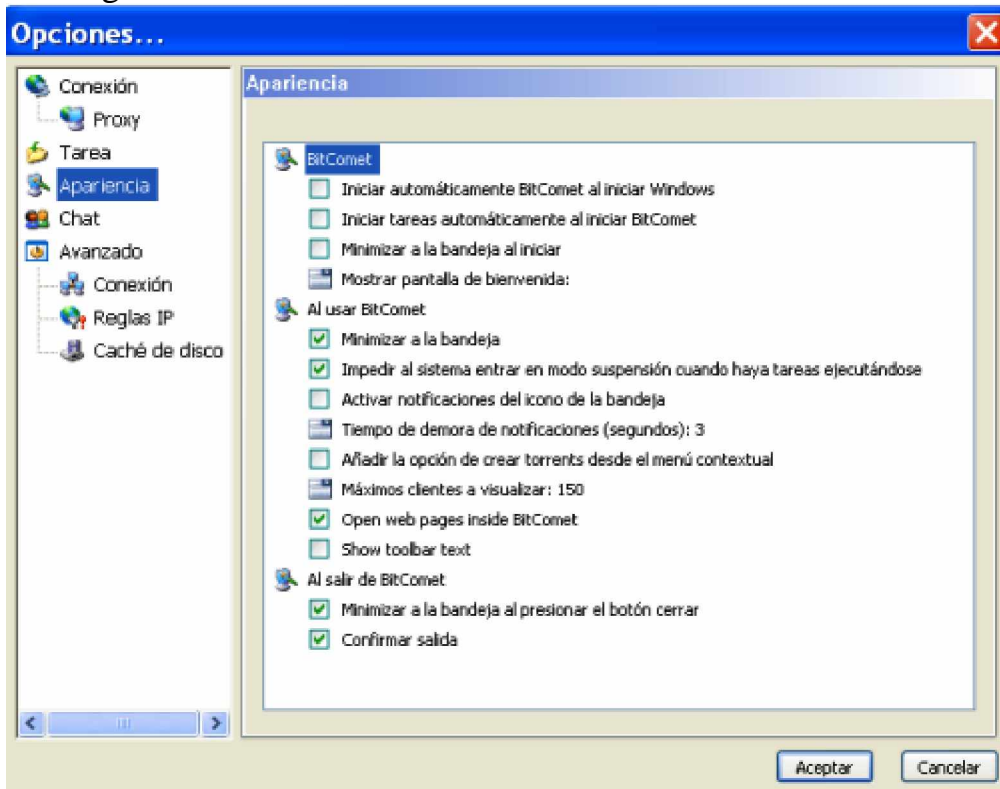 Opciones...
Conexión
Proxy
Tarea
Apariencia
Chat
Avanzado
Conexión
Reglas IP
Caché de disco
Apariencia
BitComet
Iniciar automáticamente BitComet al iniciar Windows
Iniciar tareas automáticamente al iniciar BitComet
Minimizar a la bandeja al iniciar
Mostrar pantalla de bienvenida:
Al usar BitComet
Minimizar a la bandeja
Impedir al sistema entrar en modo suspensión cuando haya tareas ejecutándose
Activar notificaciones del icono de la bandeja
Tiempo de demora de notificaciones (segundos): 3
Añadir la opción de crear torrents desde el menú contextual
Máximos clientes a visualizar: 150
Open web pages inside BitComet
Show toolbar text
Al salir de BitComet
Minimizar a la bandeja al presionar el botón cerrar
Confirmar salida
Aceptar
Cancelar